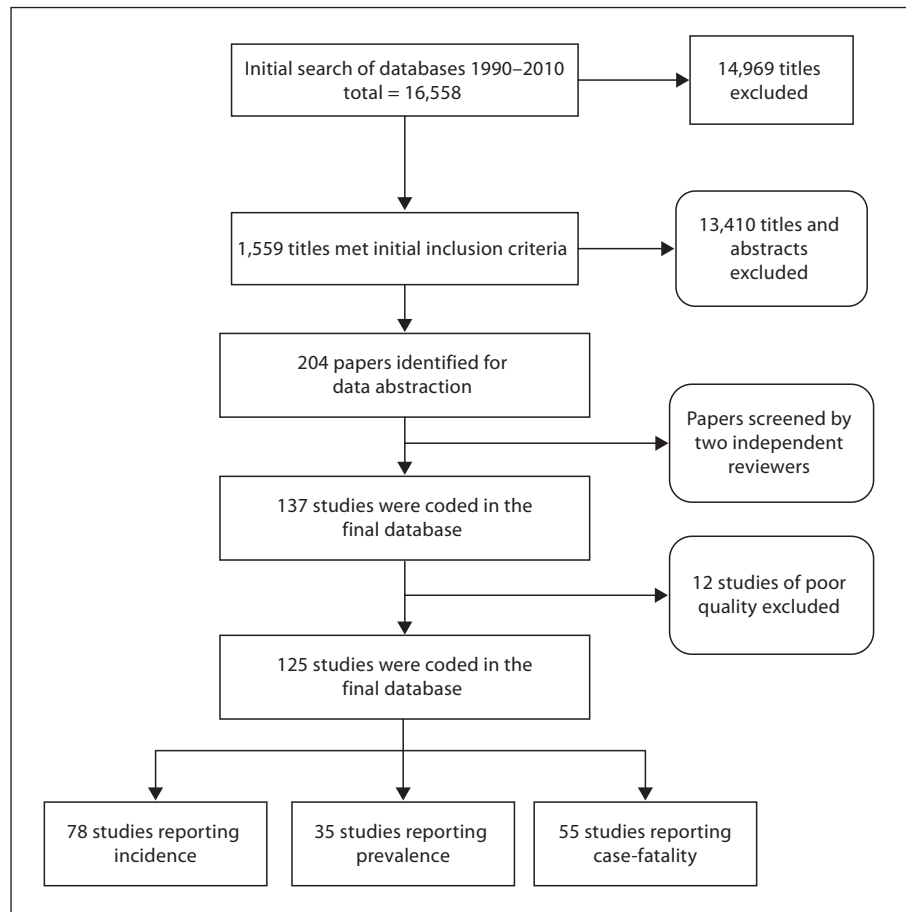 Initial search of databases 1990–2010
total = 16,558
14,969 titles
excluded
1,559 titles met initial inclusion criteria
13,410 titles and
abstracts
excluded
204 papers identified for
data abstraction
Papers screened by
two independent
reviewers
137 studies were coded in the
final database
12 studies of poor
quality excluded
125 studies were coded in the
final database
78 studies reporting
incidence
35 studies reporting
prevalence
55 studies reporting
case-fatality